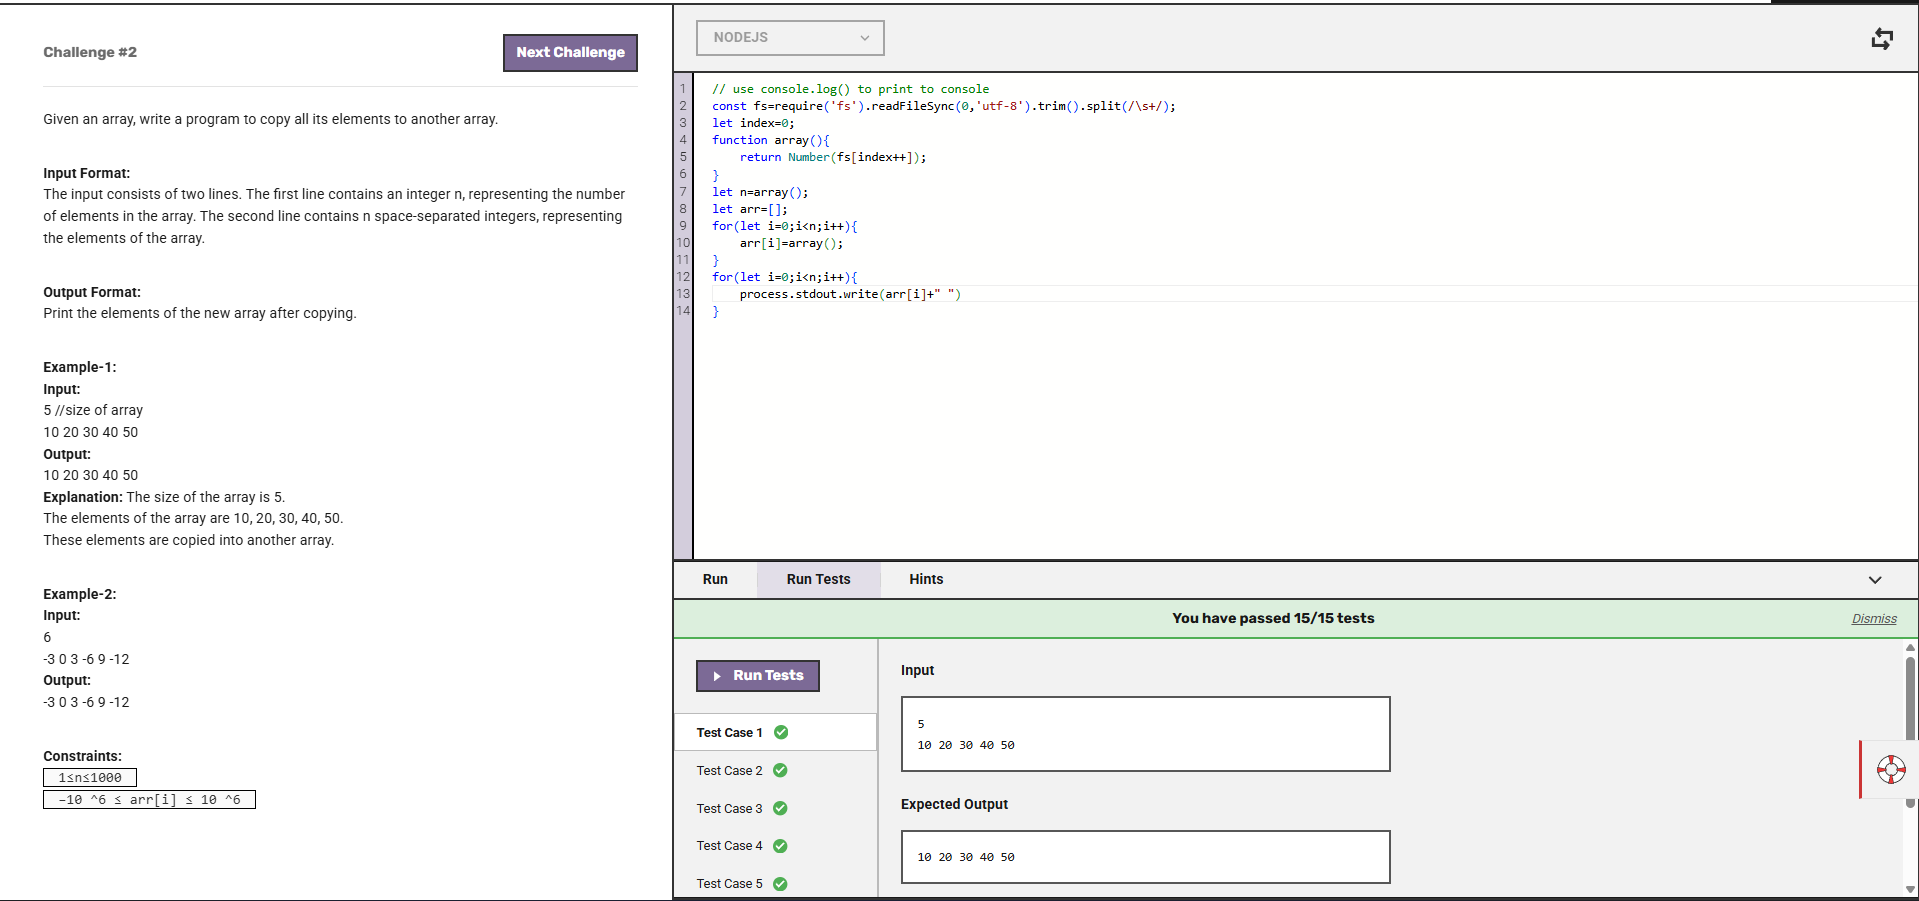 Challenge #2
Next Challenge
Given an array, write a program to copy all its elements to another array.
Input Format:
The input consists of two lines. The first line contains an integer n, representing the number
of elements in the array. The second line contains n space-separated integers, representing
the elements of the array.
Output Format:
Print the elements of the new array after copying.
Example-1:
Input:
5 //size of array
10 20 30 40 50
Output:
10 20 30 40 50
Explanation: The size of the array is 5.
The elements of the array are 10, 20, 30, 40, 50.
These elements are copied into another array.
Example-2:
Input:
6
-3 0 3 -6 9 -12
Output:
-3 0 3 -6 9 -12
Constraints:
1≤n≤1000
-10 ^6 ≤ arr[i] ≤ 10 ^6
NODEJS
1 // use console.log() to print to console
2 const fs=require('fs').readFileSync(0,'utf-8').trim().split(/\s+/);
3 let index=0;
4 function array(){
5     return Number(fs[index++]);
6 }
7 let n=array();
8 let arr=[];
9 for(let i=0;i<n;i++){
10     arr[i]=array();
11 }
12 for(let i=0;i<n;i++){
13     process.stdout.write(arr[i]+" ")
14 }
Run Run Tests Hints
You have passed 15/15 tests Dismiss
Run Tests
Test Case 1
Test Case 2
Test Case 3
Test Case 4
Test Case 5
Input
5
10 20 30 40 50
Expected Output
10 20 30 40 50